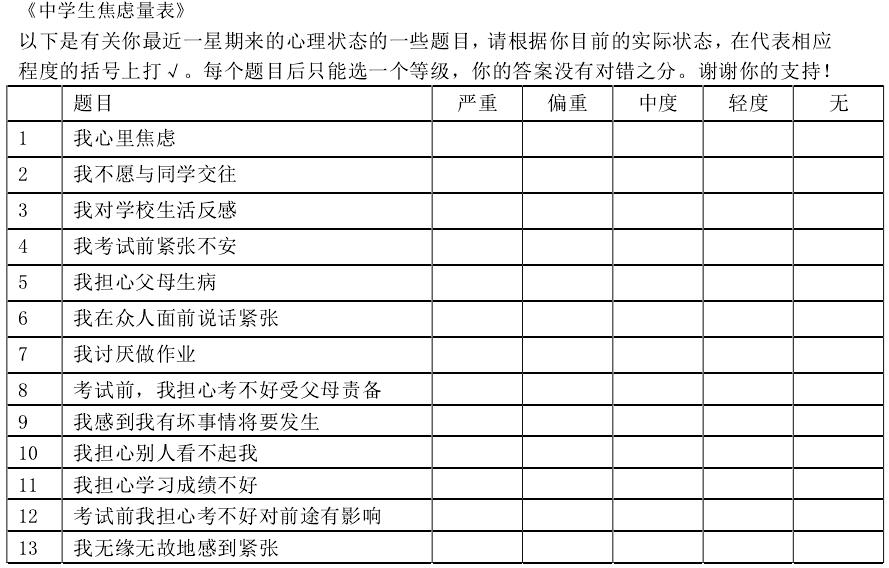 《中学生焦虑量表》
以下是有关你最近一星期来的心理状态的一些题目，请根据你目前的实际状态，在代表相应
程度的括号上打√。每个题目后只能选一个等级，你的答案没有对错之分。谢谢你的支持！
题目 严重 偏重 中度 轻度 无
1 我心里焦虑
2 我不愿与同学交往
3 我对学校生活反感
4 我考试前紧张不安
5 我担心父母生病
6 我在众人面前说话紧张
7 我讨厌做作业
8 考试前，我担心考不好受父母责备
9 我感到我有坏事情将要发生
10 我担心别人看不起我
11 我担心学习成绩不好
12 考试前我担心考不好对前途有影响
13 我无缘无故地感到紧张